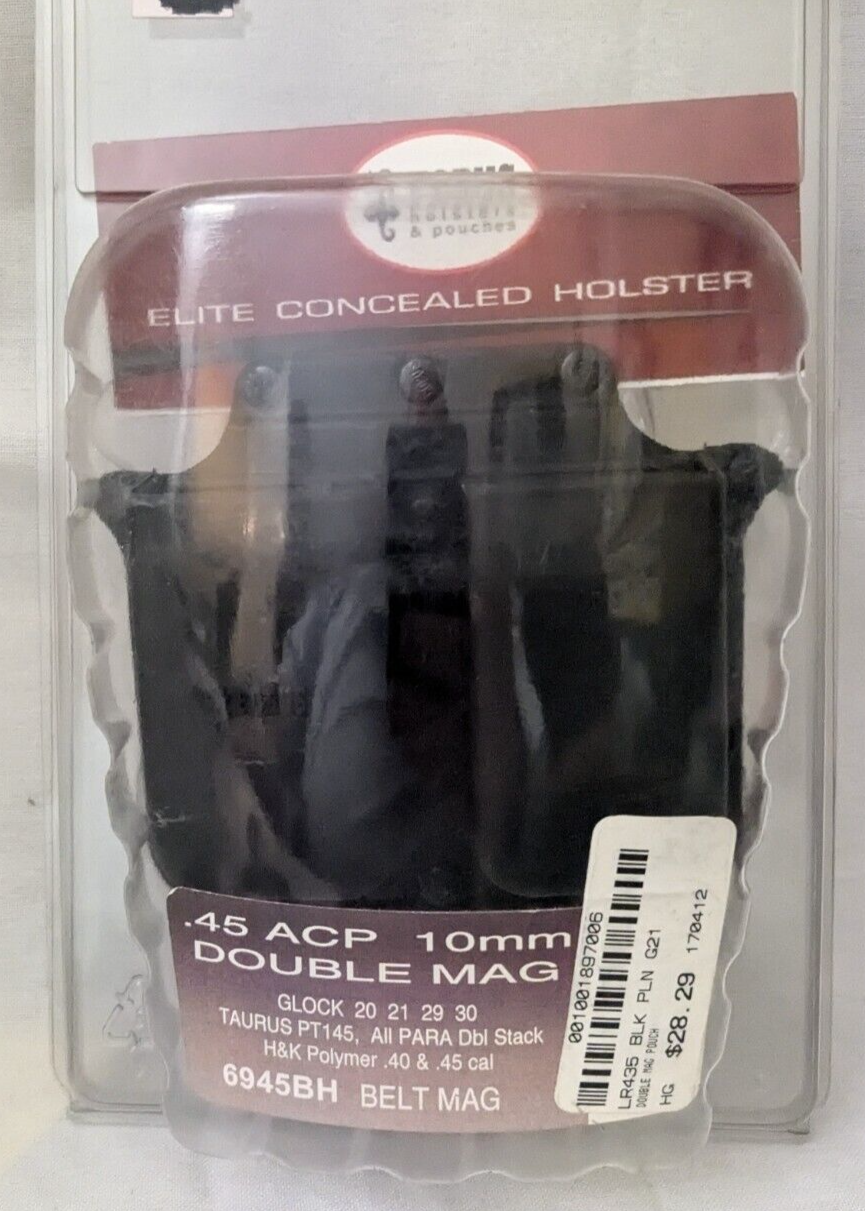 holsters
& pouches
ELITE CONCEALED HOLSTER
.45 ACP 10mm
DOUBLE MAG
GLOCK 20 21 29 30
TAURUS PT145, All PARA Dbl Stack
H&K Polymer .40 & .45 cal
6945BH BELT MAG
001001897006
LR435 BLK PLN G21
DOUBLE MAG POUCH
HG $28.29 170412